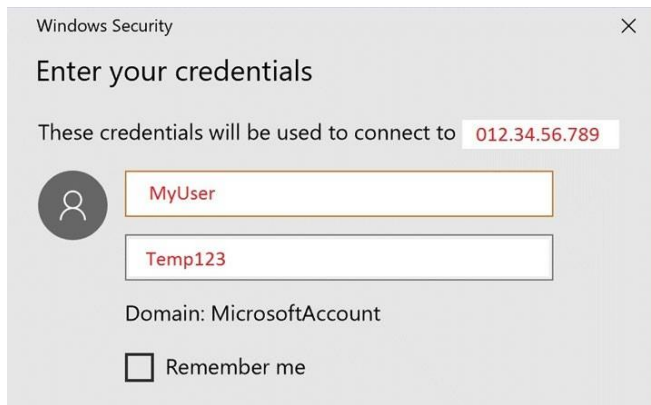 Windows Security
Enter your credentials
These credentials will be used to connect to 012.34.56.789
MyUser
Temp123
Domain: MicrosoftAccount
Remember me